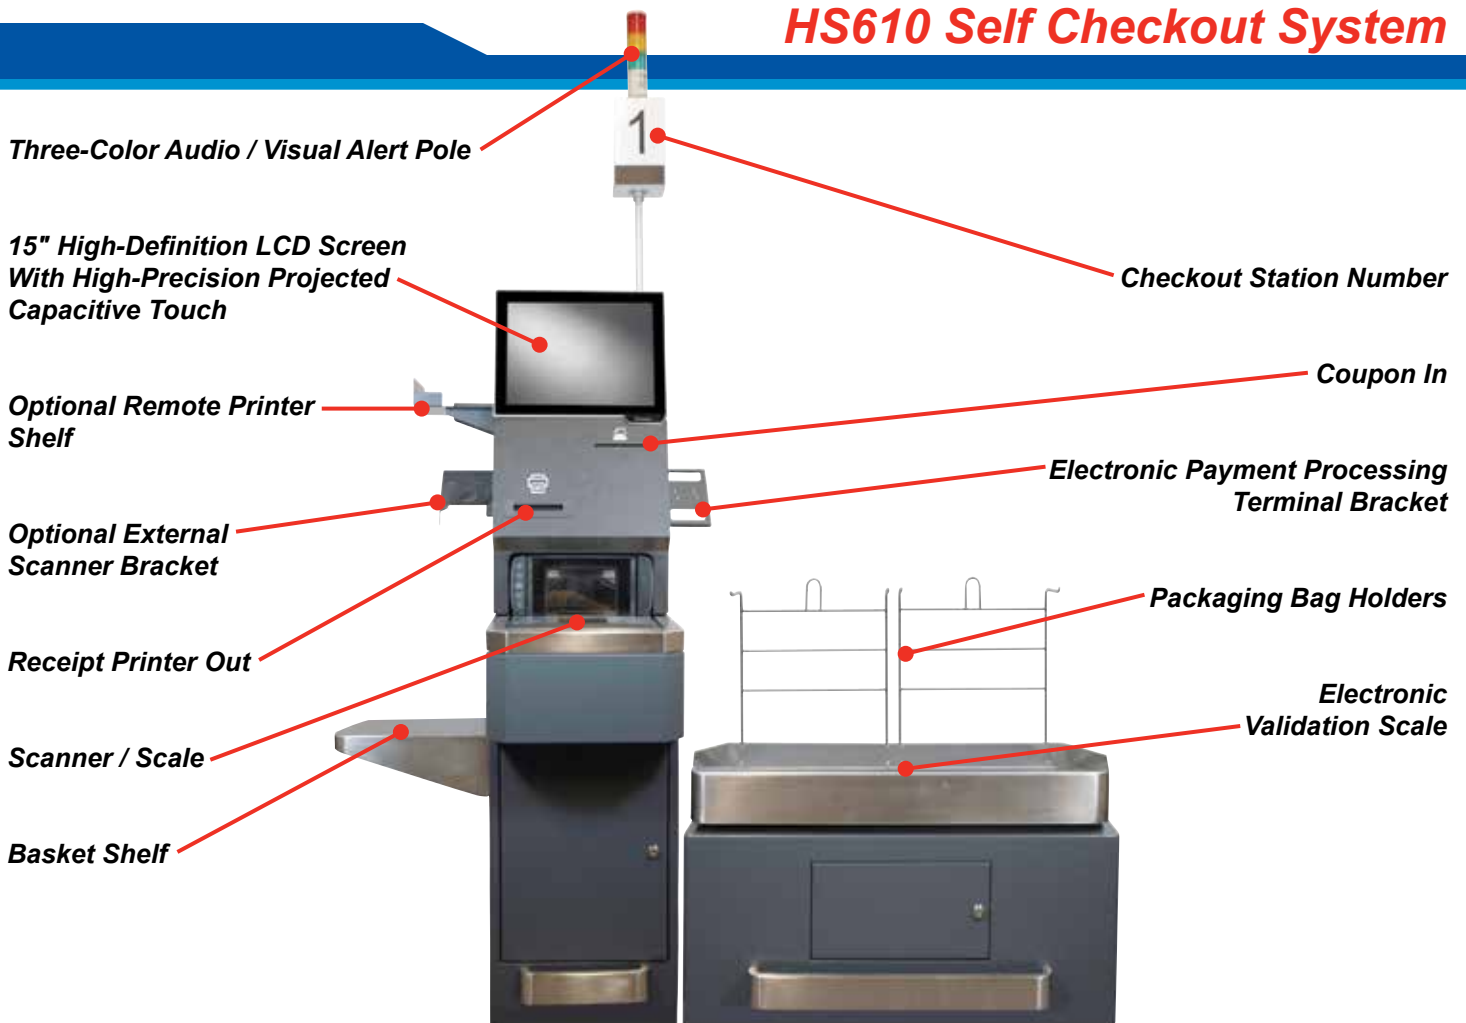 HS610 Self Checkout System
1
Three-Color Audio / Visual Alert Pole
15" High-Definition LCD Screen
With High-Precision Projected
Capacitive Touch
Optional Remote Printer
Shelf
Optional External
Scanner Bracket
Receipt Printer Out
Scanner / Scale
Basket Shelf
Checkout Station Number
Coupon In
Electronic Payment Processing
Terminal Bracket
Packaging Bag Holders
Electronic
Validation Scale